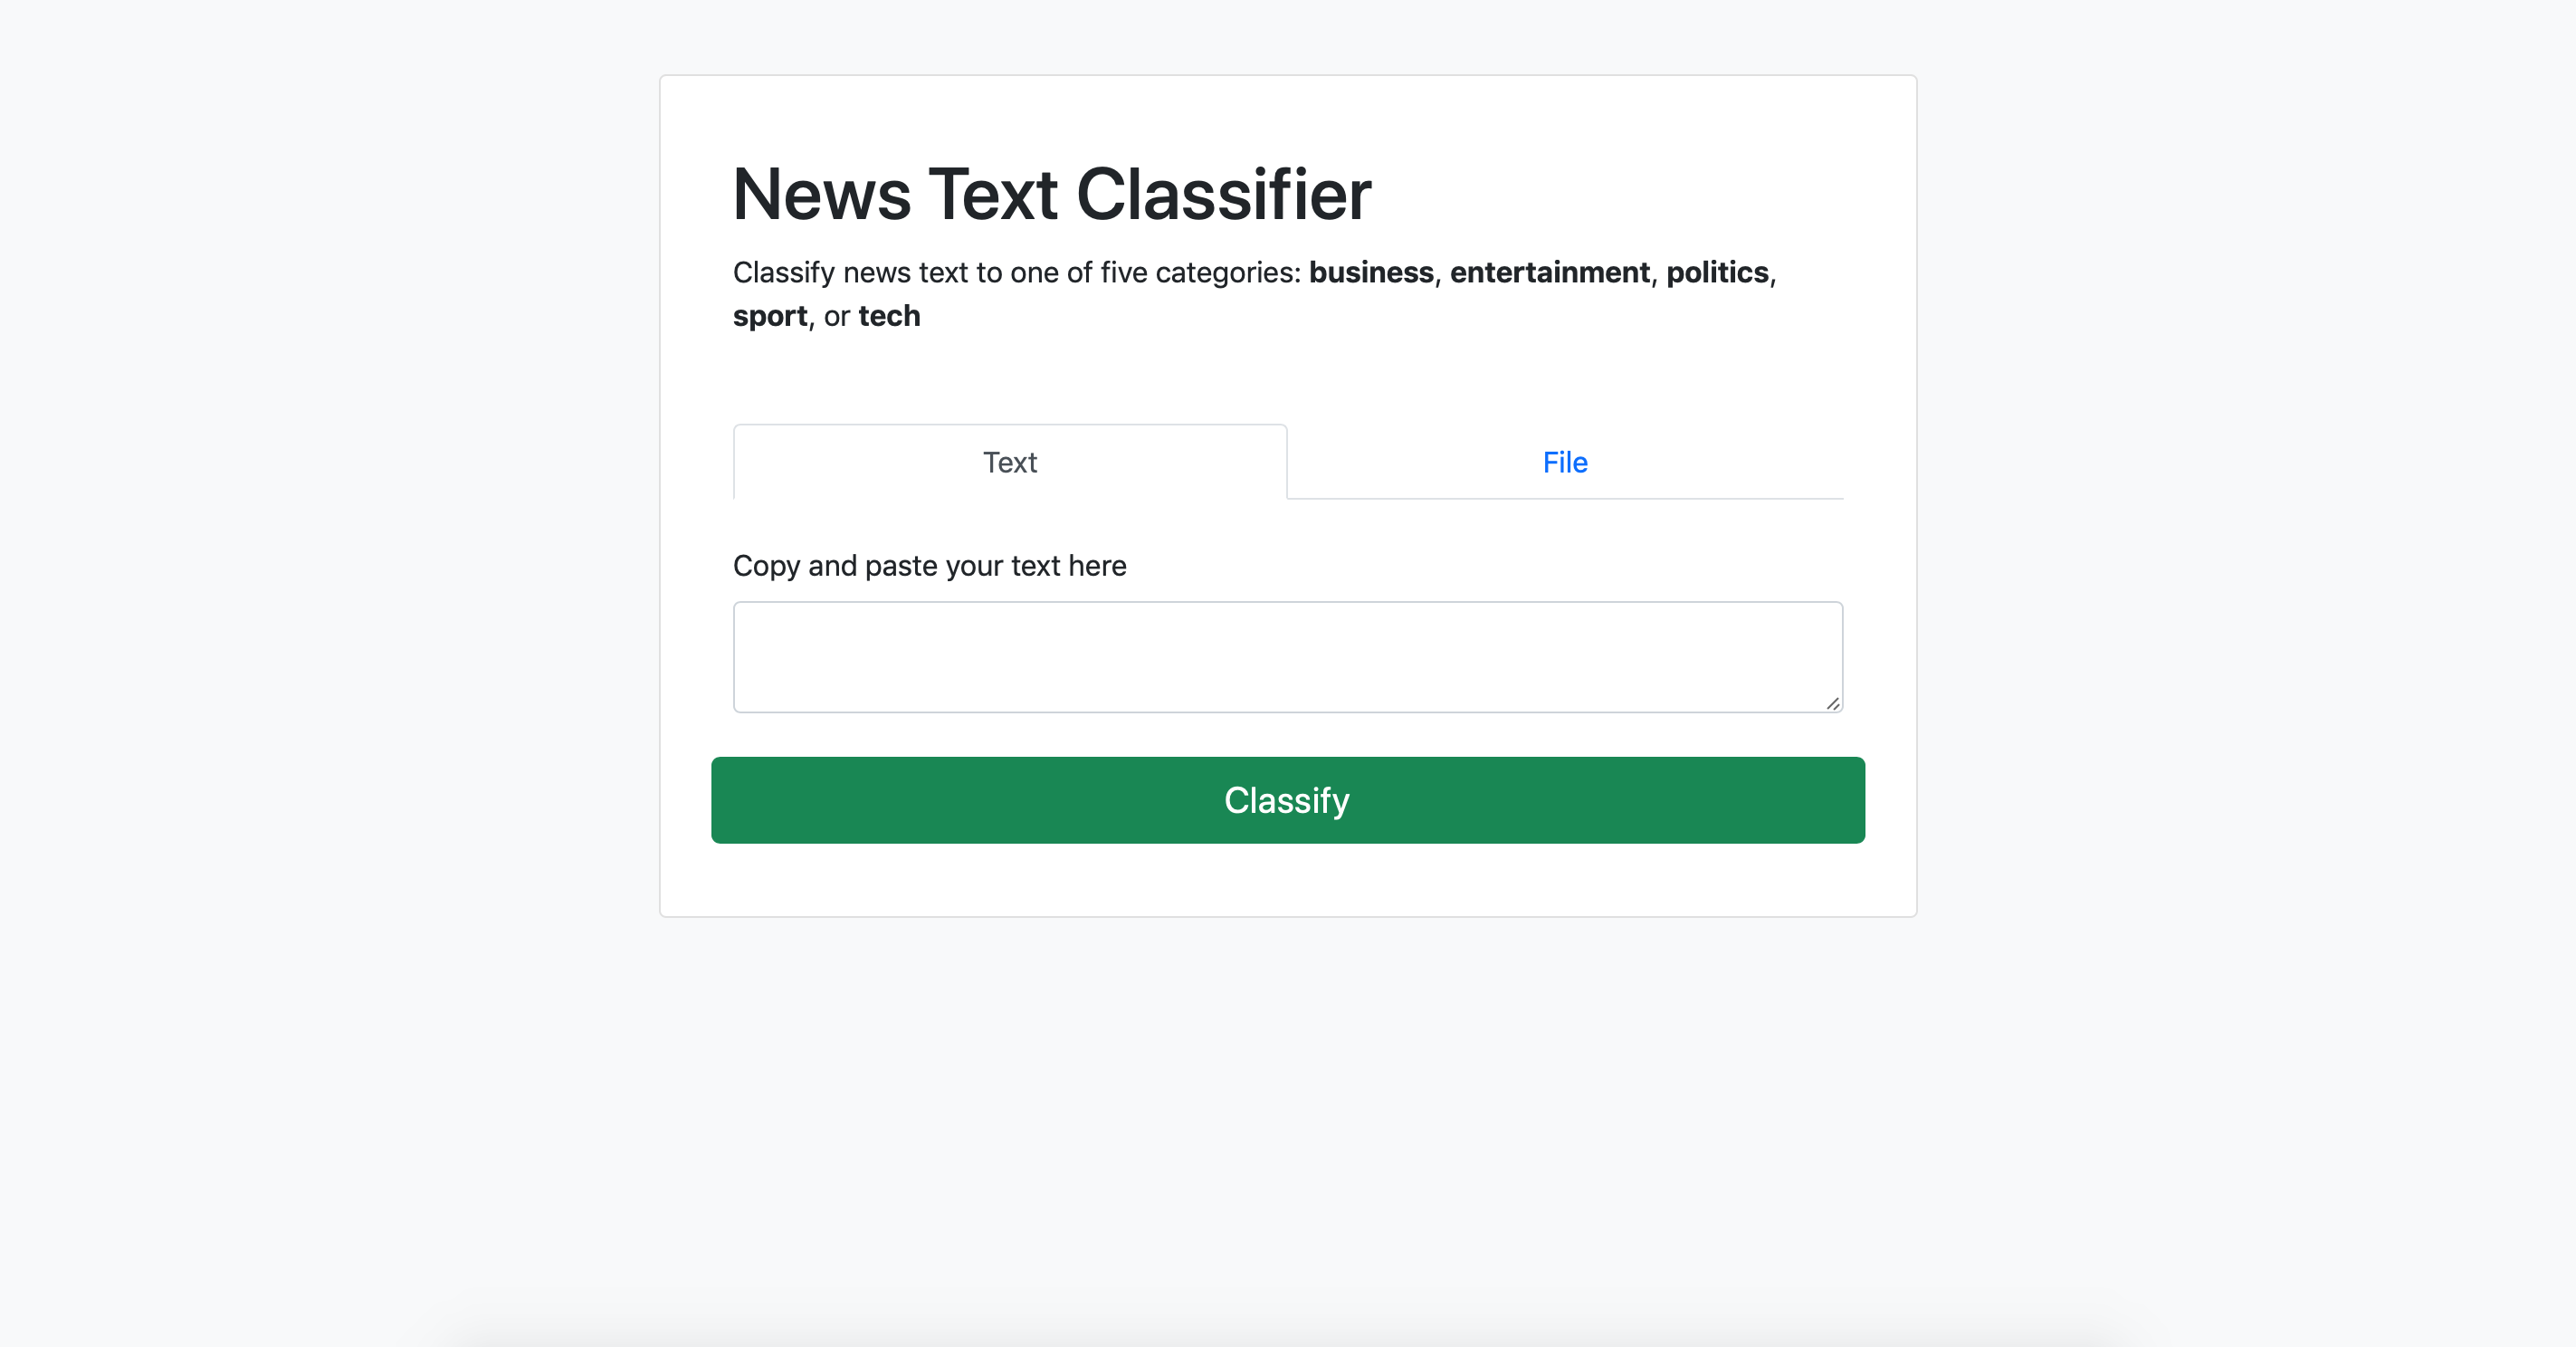 News Text Classifier
Classify news text to one of five categories: business, entertainment, politics,
sport, or tech
Text
File
Copy and paste your text here
Classify